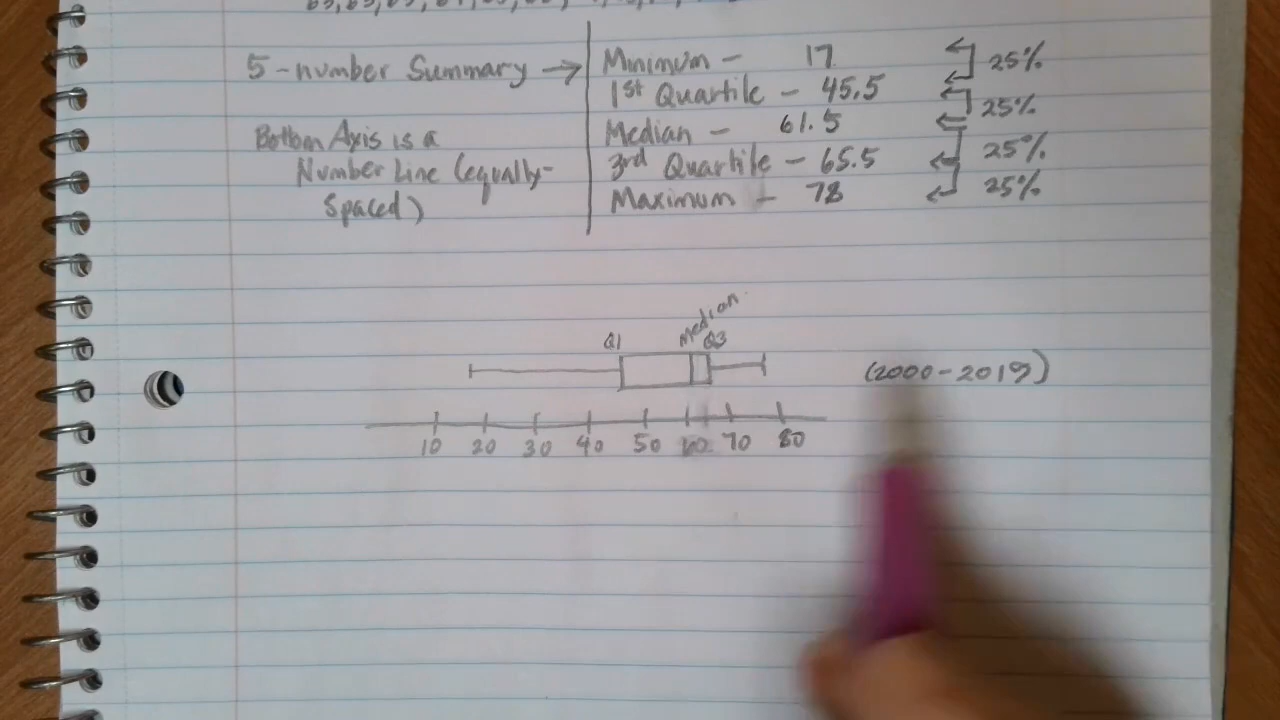 5-number Summary → Minimum - 17 25%
1st Quartile - 45.5 25%
Median - 61.5
3rd Quartile - 65.5 25%
Maximum - 78 25%
Bottom Axis is a
Number Line (equally-
Spaced)
Q1 Median Q3
(2000-2019)
10 20 30 40 50 60 70 80